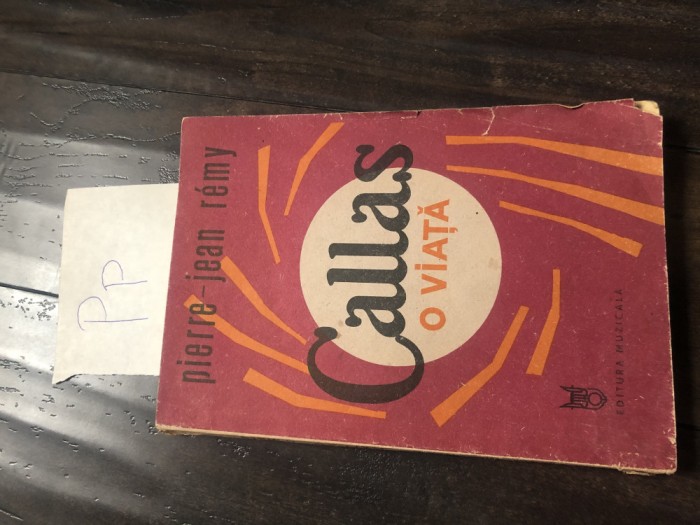 pierre-jean rémy
Callas
O VIAȚĂ
EDITURA MUZICALĂ
Pp